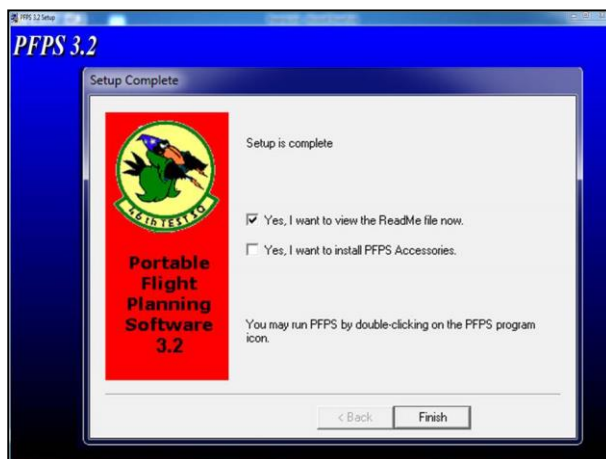 PFPS 3.2 Setup
PFPS 3.2
Setup Complete
Setup is complete
Yes, I want to view the ReadMe file now.
Yes, I want to install PFPS Accessories.
46th TEST SQ
Portable
Flight
Planning
Software
3.2
You may run PFPS by double-clicking on the PFPS program
icon.
< Back
Finish